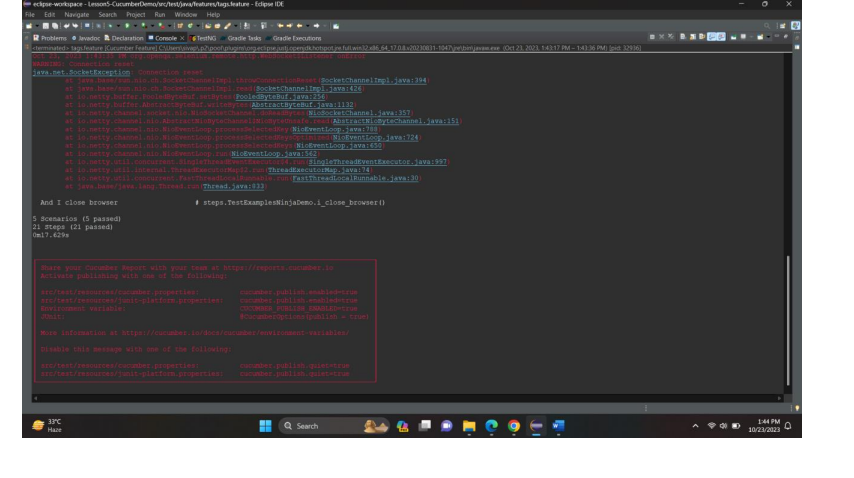 eclipse-workspace - Lesson5-CucumberDemo/src/test/java/features/tags.feature - Eclipse IDE
File Edit Navigate Search Project Run Window Help
Problems Javadoc Declaration Console × TestNG Gradle Tasks Gradle Executions
WARNING: Connection reset
java.net.SocketException: Connection reset
at java.base/sun.nio.ch.SocketChannelImpl.throwConnectionReset(SocketChannelImpl.java:394)
at java.base/sun.nio.ch.SocketChannelImpl.read(SocketChannelImpl.java:426)
at io.netty.buffer.PooledByteBuf.setBytes(PooledByteBuf.java:256)
at io.netty.buffer.AbstractByteBuf.writeBytes(AbstractByteBuf.java:1132)
at io.netty.channel.socket.nio.NioSocketChannel.doReadBytes(NioSocketChannel.java:357)
at io.netty.channel.nio.AbstractNioByteChannel$NioByteUnsafe.read(AbstractNioByteChannel.java:151)
at io.netty.channel.nio.NioEventLoop.processSelectedKey(NioEventLoop.java:788)
at io.netty.channel.nio.NioEventLoop.processSelectedKeysOptimized(NioEventLoop.java:724)
at io.netty.channel.nio.NioEventLoop.processSelectedKeys(NioEventLoop.java:650)
at io.netty.channel.nio.NioEventLoop.run(NioEventLoop.java:562)
at io.netty.util.concurrent.SingleThreadEventExecutor$4.run(SingleThreadEventExecutor.java:997)
at io.netty.util.internal.ThreadExecutorMap$2.run(ThreadExecutorMap.java:74)
at io.netty.util.concurrent.FastThreadLocalRunnable.run(FastThreadLocalRunnable.java:30)
at java.base/java.lang.Thread.run(Thread.java:833)
And I close browser # steps.TestExamplesNinjaDemo.i_close_browser()
5 Scenarios (5 passed)
21 Steps (21 passed)
0m17.629s
Share your Cucumber Report with your team at https://reports.cucumber.io
Activate publishing with one of the following:
src/test/resources/cucumber.properties: cucumber.publish.enabled=true
src/test/resources/junit-platform.properties: cucumber.publish.enabled=true
Environment variable: CUCUMBER_PUBLISH_ENABLED=true
JUnit: @CucumberOptions(publish = true)
More information at https://cucumber.io/docs/cucumber/environment-variables/
Disable this message with one of the following:
src/test/resources/cucumber.properties: cucumber.publish.quiet=true
src/test/resources/junit-platform.properties: cucumber.publish.quiet=true
33°C
Haze
Search
1:44 PM
10/23/2023